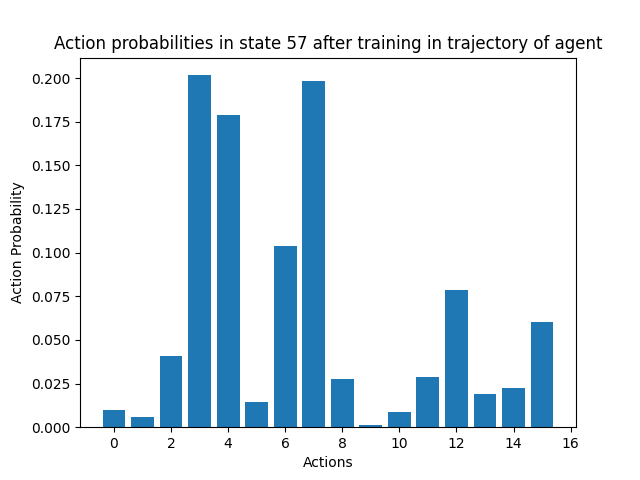 Action probabilities in state 57 after training in trajectory of agent
0.200
0.175
0.150
0.125
0.100
0.075
0.050
0.025
0.000
Action Probability
0 2 4 6 8 10 12 14 16
Actions